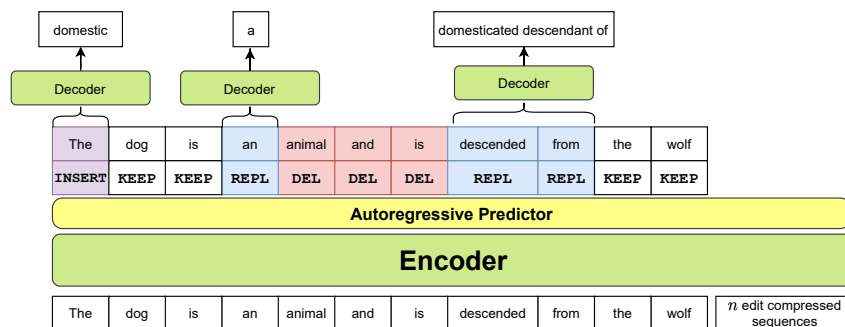 domestic a domesticated descendant of
Decoder Decoder Decoder
The dog is an animal and is descended from the wolf
INSERT KEEP KEEP REPL DEL DEL DEL REPL REPL KEEP KEEP
Autoregressive Predictor
Encoder
The dog is an animal and is descended from the wolf n edit compressed
sequences